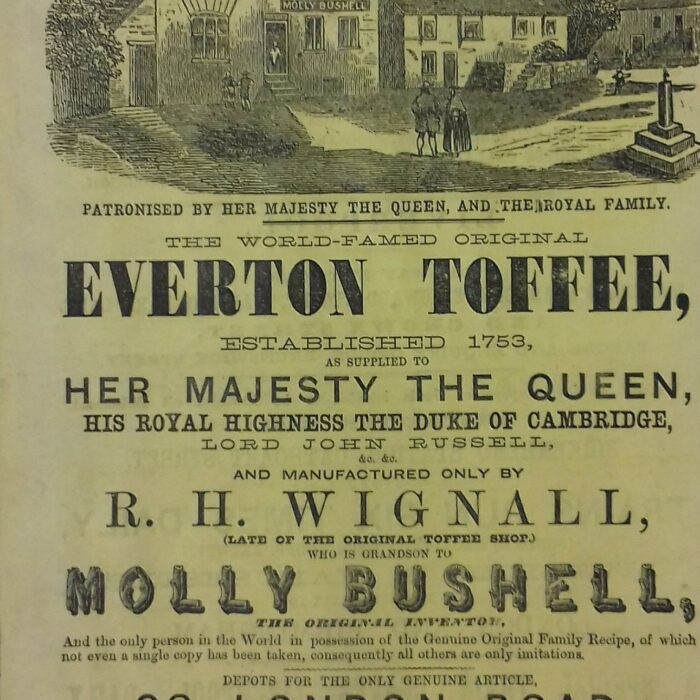 MOLLY BUSHELL
PATRONISED BY HER MAJESTY THE QUEEN, AND THE ROYAL FAMILY.
THE WORLD-FAMED ORIGINAL
EVERTON TOFFEE,
ESTABLISHED 1753,
AS SUPPLIED TO
HER MAJESTY THE QUEEN,
HIS ROYAL HIGHNESS THE DUKE OF CAMBRIDGE,
LORD JOHN RUSSELL,
&c. &c.
AND MANUFACTURED ONLY BY
R. H. WIGNALL,
(LATE OF THE ORIGINAL TOFFEE SHOP.)
WHO IS GRANDSON TO
MOLLY BUSHELL,
THE ORIGINAL INVENTOR,
And the only person in the World in possession of the Genuine Original Family Recipe, of which
not even a single copy has been taken, consequently all others are only imitations.
DEPOTS FOR THE ONLY GENUINE ARTICLE,
LONDON ROAD